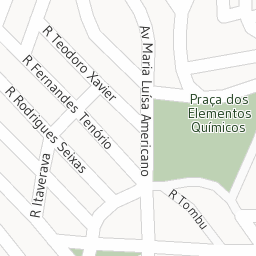 R Teodoro Xavier
Av Maria Luísa Americano
R Fernandes Tenório
R Rodrigues Seixas
Praça dos
Elementos
Químicos
R Itaverava
R Tombu